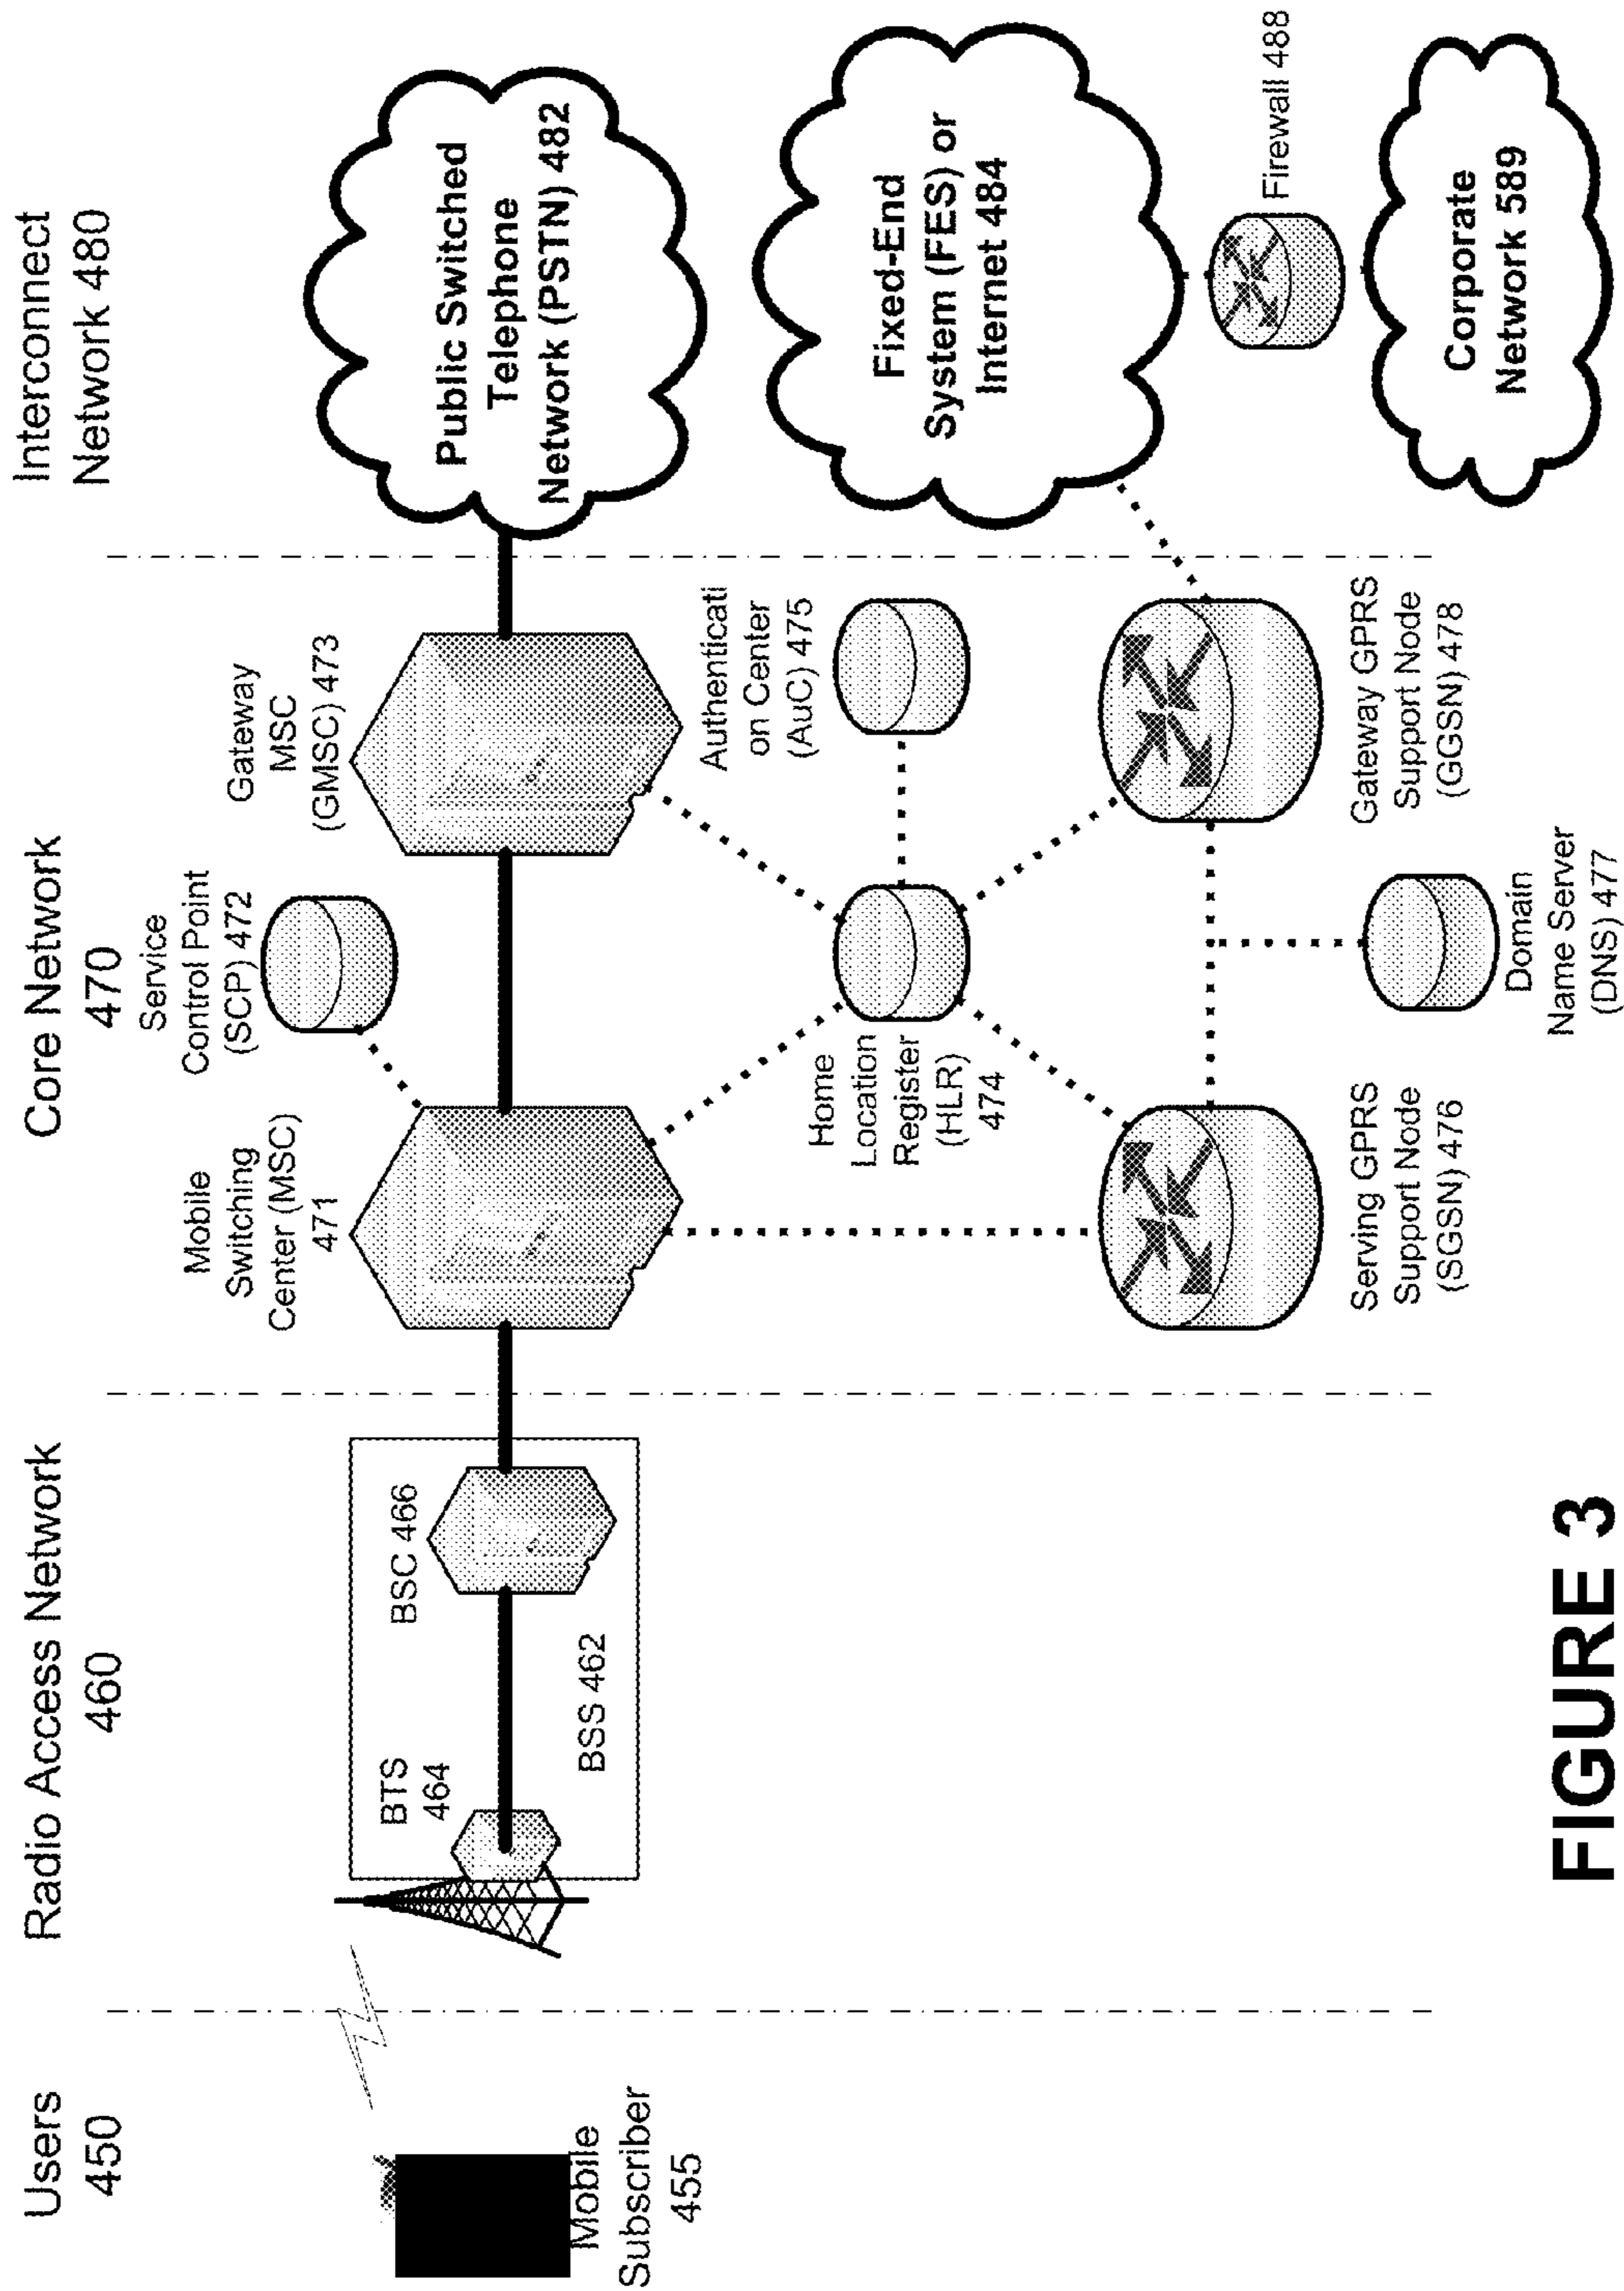 Users
450
Radio Access Network
460
Core Network
470
Interconnect
Network 480
Mobile
Subscriber
455
BTS
464
BSC 466
BSS 462
Mobile
Switching
Center (MSC)
471
Service
Control Point
(SCP) 472
Gateway
MSC
(GMSC) 473
Public Switched
Telephone
Network (PSTN) 482
Home
Location
Register
(HLR)
474
Authenticati
on Center
(AuC) 475
Fixed-End
System (FES) or
Internet 484
Serving GPRS
Support Node
(SGSN) 476
Domain
Name Server
(DNS) 477
Gateway GPRS
Support Node
(GGSN) 478
Firewall 488
Corporate
Network 589
FIGURE 3